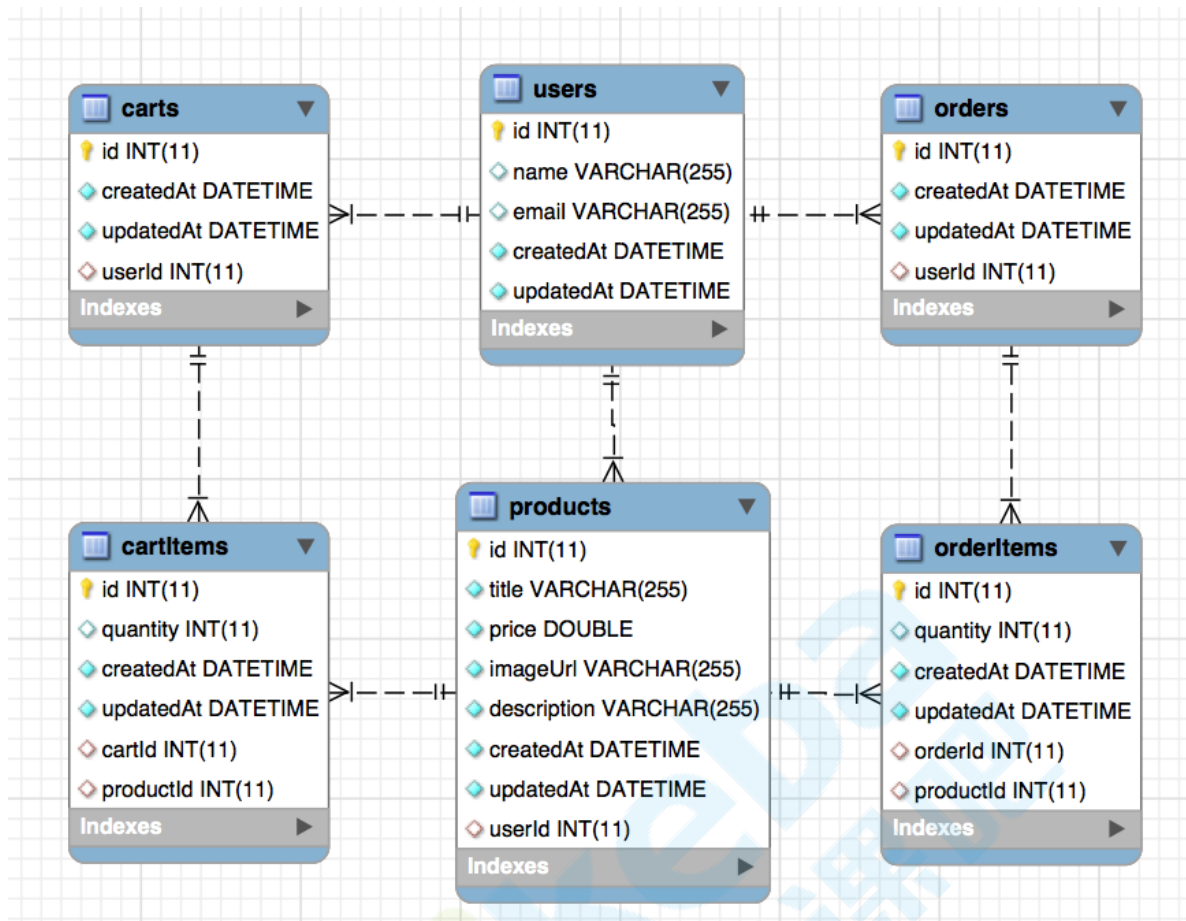 carts
id INT(11)
createdAt DATETIME
updatedAt DATETIME
userId INT(11)
Indexes
users
id INT(11)
name VARCHAR(255)
email VARCHAR(255)
createdAt DATETIME
updatedAt DATETIME
Indexes
orders
id INT(11)
createdAt DATETIME
updatedAt DATETIME
userId INT(11)
Indexes
cartItems
id INT(11)
quantity INT(11)
createdAt DATETIME
updatedAt DATETIME
cartId INT(11)
productId INT(11)
Indexes
products
id INT(11)
title VARCHAR(255)
price DOUBLE
imageUrl VARCHAR(255)
description VARCHAR(255)
createdAt DATETIME
updatedAt DATETIME
userId INT(11)
Indexes
orderItems
id INT(11)
quantity INT(11)
createdAt DATETIME
updatedAt DATETIME
orderId INT(11)
productId INT(11)
Indexes